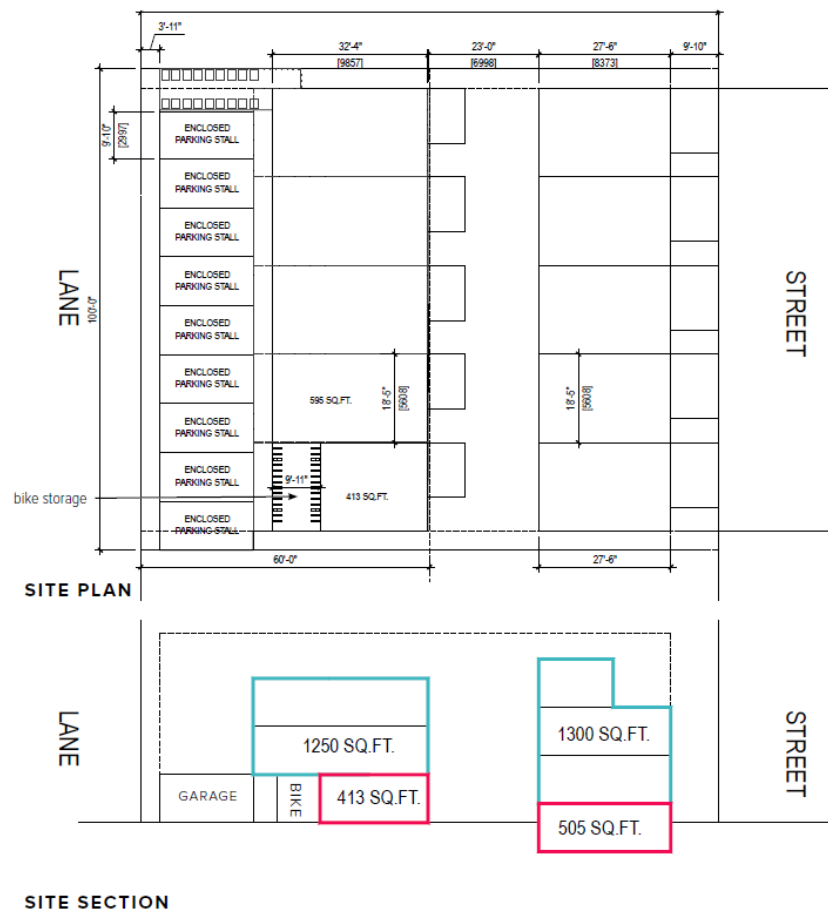 3'-11"
32'-4"
[9857]
23'-0"
[6998]
27'-6"
[8373]
9'-10"
9'-10"
[2997]
100'-0"
LANE
STREET
ENCLOSED
PARKING STALL
ENCLOSED
PARKING STALL
ENCLOSED
PARKING STALL
ENCLOSED
PARKING STALL
ENCLOSED
PARKING STALL
ENCLOSED
PARKING STALL
ENCLOSED
PARKING STALL
ENCLOSED
PARKING STALL
ENCLOSED
PARKING STALL
595 SQ.FT.
18'-5"
[5608]
18'-5"
[5608]
9'-11"
413 SQ.FT.
bike storage
60'-0"
27'-6"
SITE PLAN
LANE
STREET
1250 SQ.FT.
1300 SQ.FT.
GARAGE
BIKE
413 SQ.FT.
505 SQ.FT.
SITE SECTION